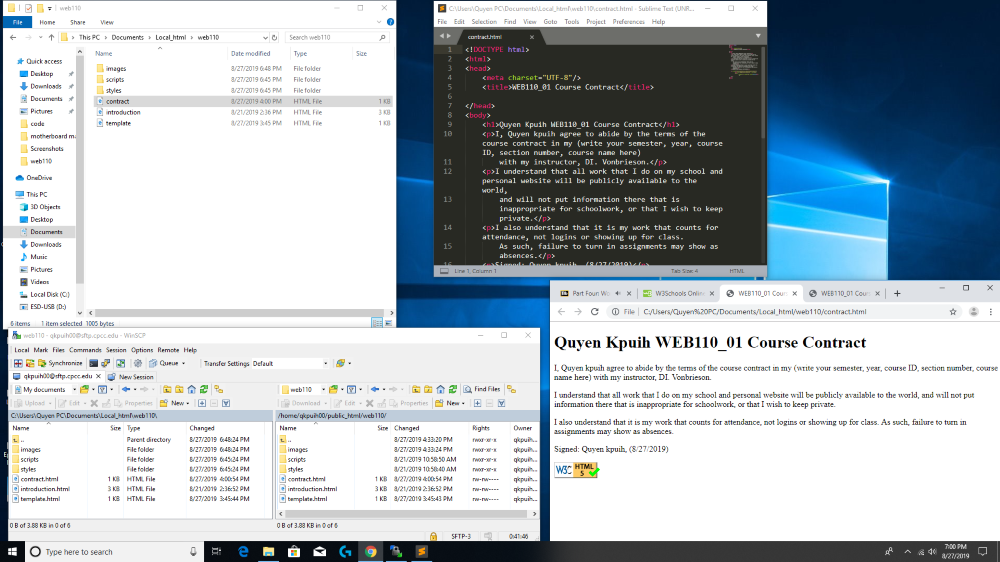 web110
File Home Share View
This PC Documents Local_html web110 Search web110
Name Date modified Type Size
Quick access
Desktop
Downloads
Documents
Pictures
code
motherboard ma
Screenshots
web110
OneDrive
This PC
3D Objects
Desktop
Documents
Downloads
Music
Pictures
Videos
Local Disk (C:)
ESD-USB (D:)
images 8/27/2019 6:48 PM File folder
scripts 8/27/2019 6:45 PM File folder
styles 8/27/2019 6:45 PM File folder
contract 8/27/2019 4:00 PM HTML File 1 KB
introduction 8/21/2019 2:36 PM HTML File 3 KB
template 8/27/2019 3:45 PM HTML File 1 KB
6 items 1 item selected 1005 bytes
C:\Users\Quyen PC\Documents\Local_html\web110\contract.html - Sublime Text (UNR...
File Edit Selection Find View Goto Tools Project Preferences Help
contract.html
1 <!DOCTYPE html>
2 <html>
3 <head>
4 <meta charset="UTF-8"/>
5 <title>WEB110_01 Course Contract</title>
6
7 </head>
8 <body>
9 <h1>Quyen Kpuih WEB110_01 Course Contract</h1>
10 <p>I, Quyen kpuih agree to abide by the terms of the
course contract in my (write your semester, year, course
ID, section number, course name here)
11 with my instructor, DI. Vonbrieson.</p>
12 <p>I understand that all work that I do on my school and
personal website will be publicly available to the
world,
13 and will not put information there that is
inappropriate for schoolwork, or that I wish to keep
private.</p>
14 <p>I also understand that it is my work that counts for
attendance, not logins or showing up for class.
15 As such, failure to turn in assignments may show as
absences.</p>
16 <p>Signed: Quyen kpuih, (8/27/2019)</p>
Line 1, Column 1 Tab Size: 4 HTML
web110 - qkpuih00@sftp.cpcc.edu - WinSCP
Local Mark Files Commands Session Options Remote Help
Synchronize Queue Transfer Settings Default
qkpuih00@sftp.cpcc.edu New Session
My documents
Upload Edit Properties New
C:\Users\Quyen PC\Documents\Local_html\web110\
Name Size Type Changed
.. Parent directory 8/27/2019 6:48:24 PM
images File folder 8/27/2019 6:48:24 PM
scripts File folder 8/27/2019 6:45:24 PM
styles File folder 8/27/2019 6:45:24 PM
contract.html 1 KB HTML File 8/27/2019 4:00:54 PM
introduction.html 3 KB HTML File 8/21/2019 2:36:52 PM
template.html 1 KB HTML File 8/27/2019 3:45:44 PM
0 B of 3.88 KB in 0 of 6
web110 Find Files
Download Edit Properties New
/home/qkpuih00/public_html/web110/
Name Size Changed Rights Owner
.. 8/27/2019 4:33:20 PM rwxr-xr-x qkpuih...
images 8/27/2019 6:48:24 PM rwxr-xr-x qkpuih...
scripts 8/27/2019 10:58:50 AM rwxr-xr-x qkpuih...
styles 8/27/2019 10:58:40 AM rwxr-xr-x qkpuih...
contract.html 1 KB 8/27/2019 4:00:54 PM rw-rw---- qkpuih...
introduction.html 3 KB 8/21/2019 2:36:52 PM rw-rw---- qkpuih...
template.html 1 KB 8/27/2019 3:45:43 PM rw-rw---- qkpuih...
0 B of 3.88 KB in 0 of 6
SFTP-3 0:41:46
Part Four: We W3Schools Online WEB110_01 Cour WEB110_01 Cour
File C:/Users/Quyen%20PC/Documents/Local_html/web110/contract.html
Quyen Kpuih WEB110_01 Course Contract
I, Quyen kpuih agree to abide by the terms of the course contract in my (write your semester, year, course ID, section number, course
name here) with my instructor, DI. Vonbrieson.
I understand that all work that I do on my school and personal website will be publicly available to the world, and will not put
information there that is inappropriate for schoolwork, or that I wish to keep private.
I also understand that it is my work that counts for attendance, not logins or showing up for class. As such, failure to turn in
assignments may show as absences.
Signed: Quyen kpuih, (8/27/2019)
W3C HTML 5
Type here to search
7:00 PM
8/27/2019